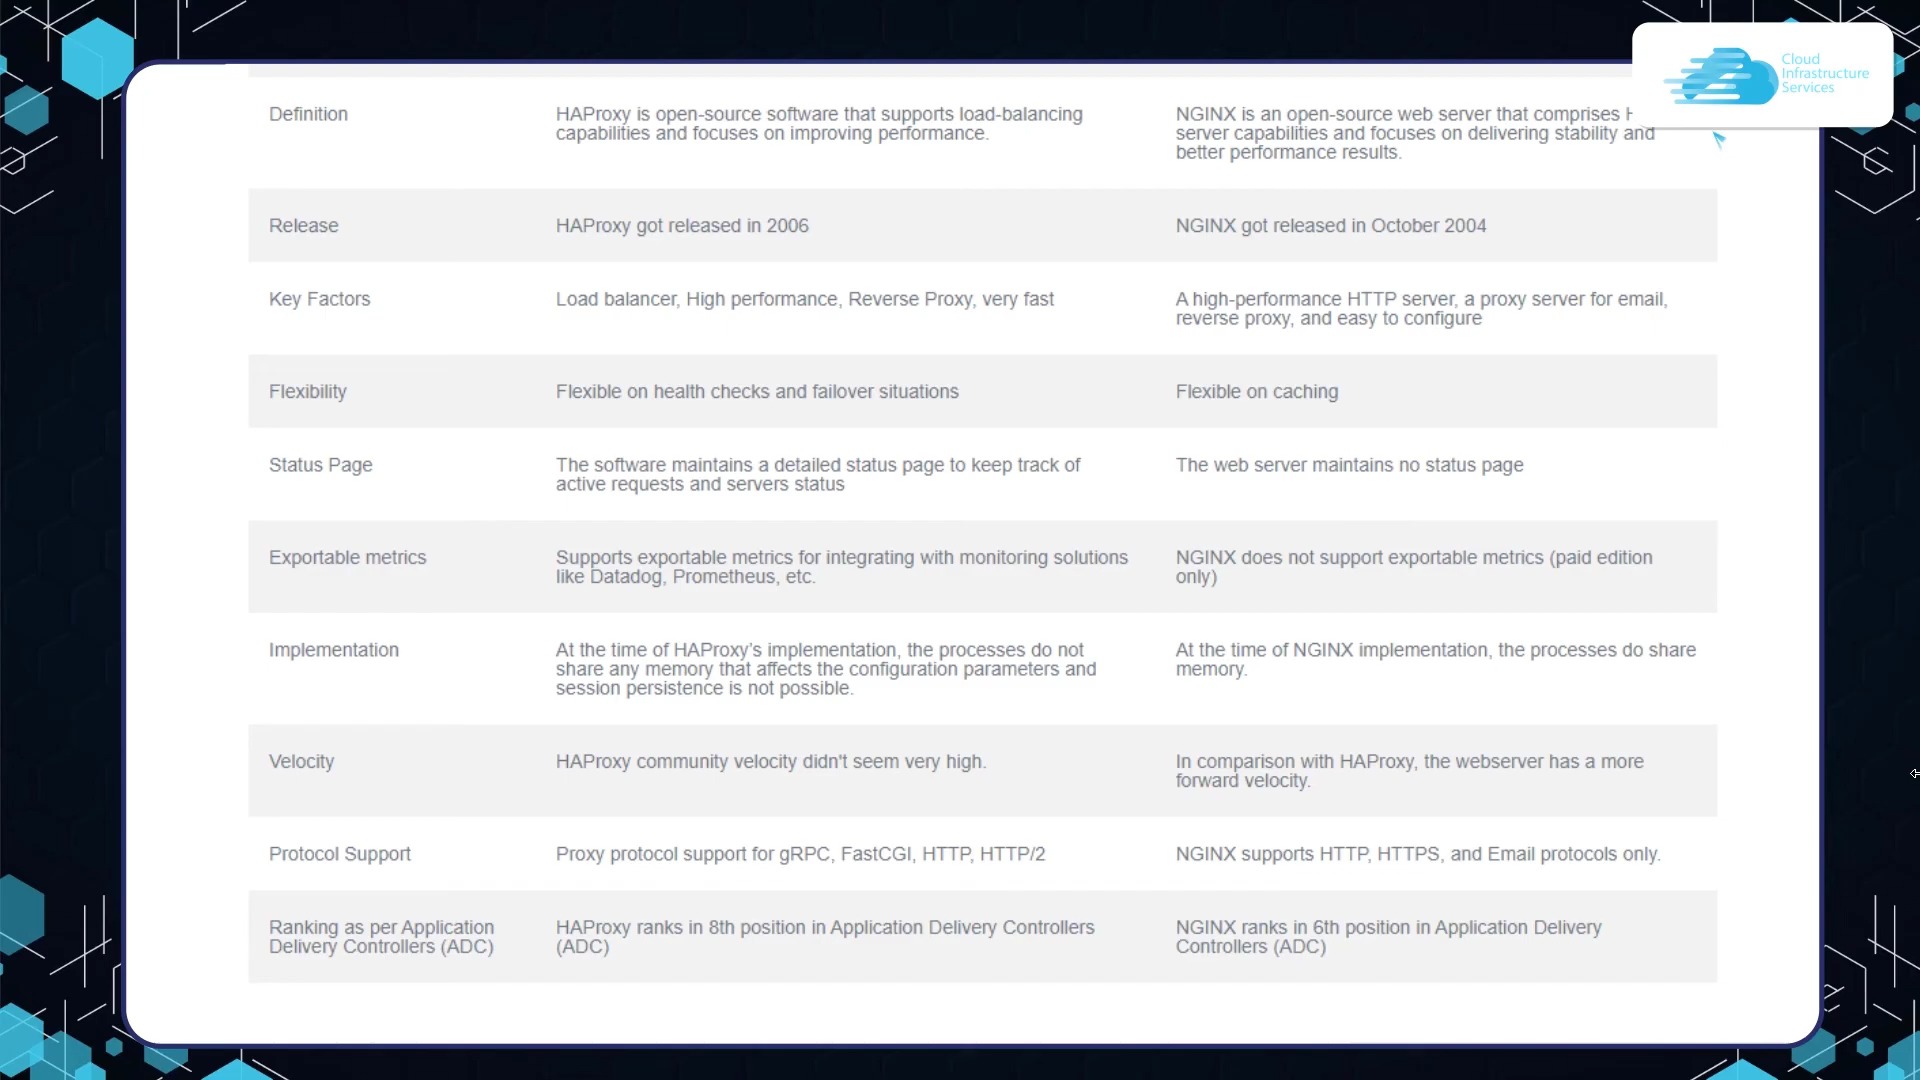 Cloud
Infrastructure
Services
Definition
HAProxy is open-source software that supports load-balancing
capabilities and focuses on improving performance.
NGINX is an open-source web server that comprises
server capabilities and focuses on delivering stability and
better performance results.
Release
HAProxy got released in 2006
NGINX got released in October 2004
Key Factors
Load balancer, High performance, Reverse Proxy, very fast
A high-performance HTTP server, a proxy server for email,
reverse proxy, and easy to configure
Flexibility
Flexible on health checks and failover situations
Flexible on caching
Status Page
The software maintains a detailed status page to keep track of
active requests and servers status
The web server maintains no status page
Exportable metrics
Supports exportable metrics for integrating with monitoring solutions
like Datadog, Prometheus, etc.
NGINX does not support exportable metrics (paid edition
only)
Implementation
At the time of HAProxy's implementation, the processes do not
share any memory that affects the configuration parameters and
session persistence is not possible.
At the time of NGINX implementation, the processes do share
memory.
Velocity
HAProxy community velocity didn't seem very high.
In comparison with HAProxy, the webserver has a more
forward velocity.
Protocol Support
Proxy protocol support for gRPC, FastCGI, HTTP, HTTP/2
NGINX supports HTTP, HTTPS, and Email protocols only.
Ranking as per Application
Delivery Controllers (ADC)
HAProxy ranks in 8th position in Application Delivery Controllers
(ADC)
NGINX ranks in 6th position in Application Delivery
Controllers (ADC)